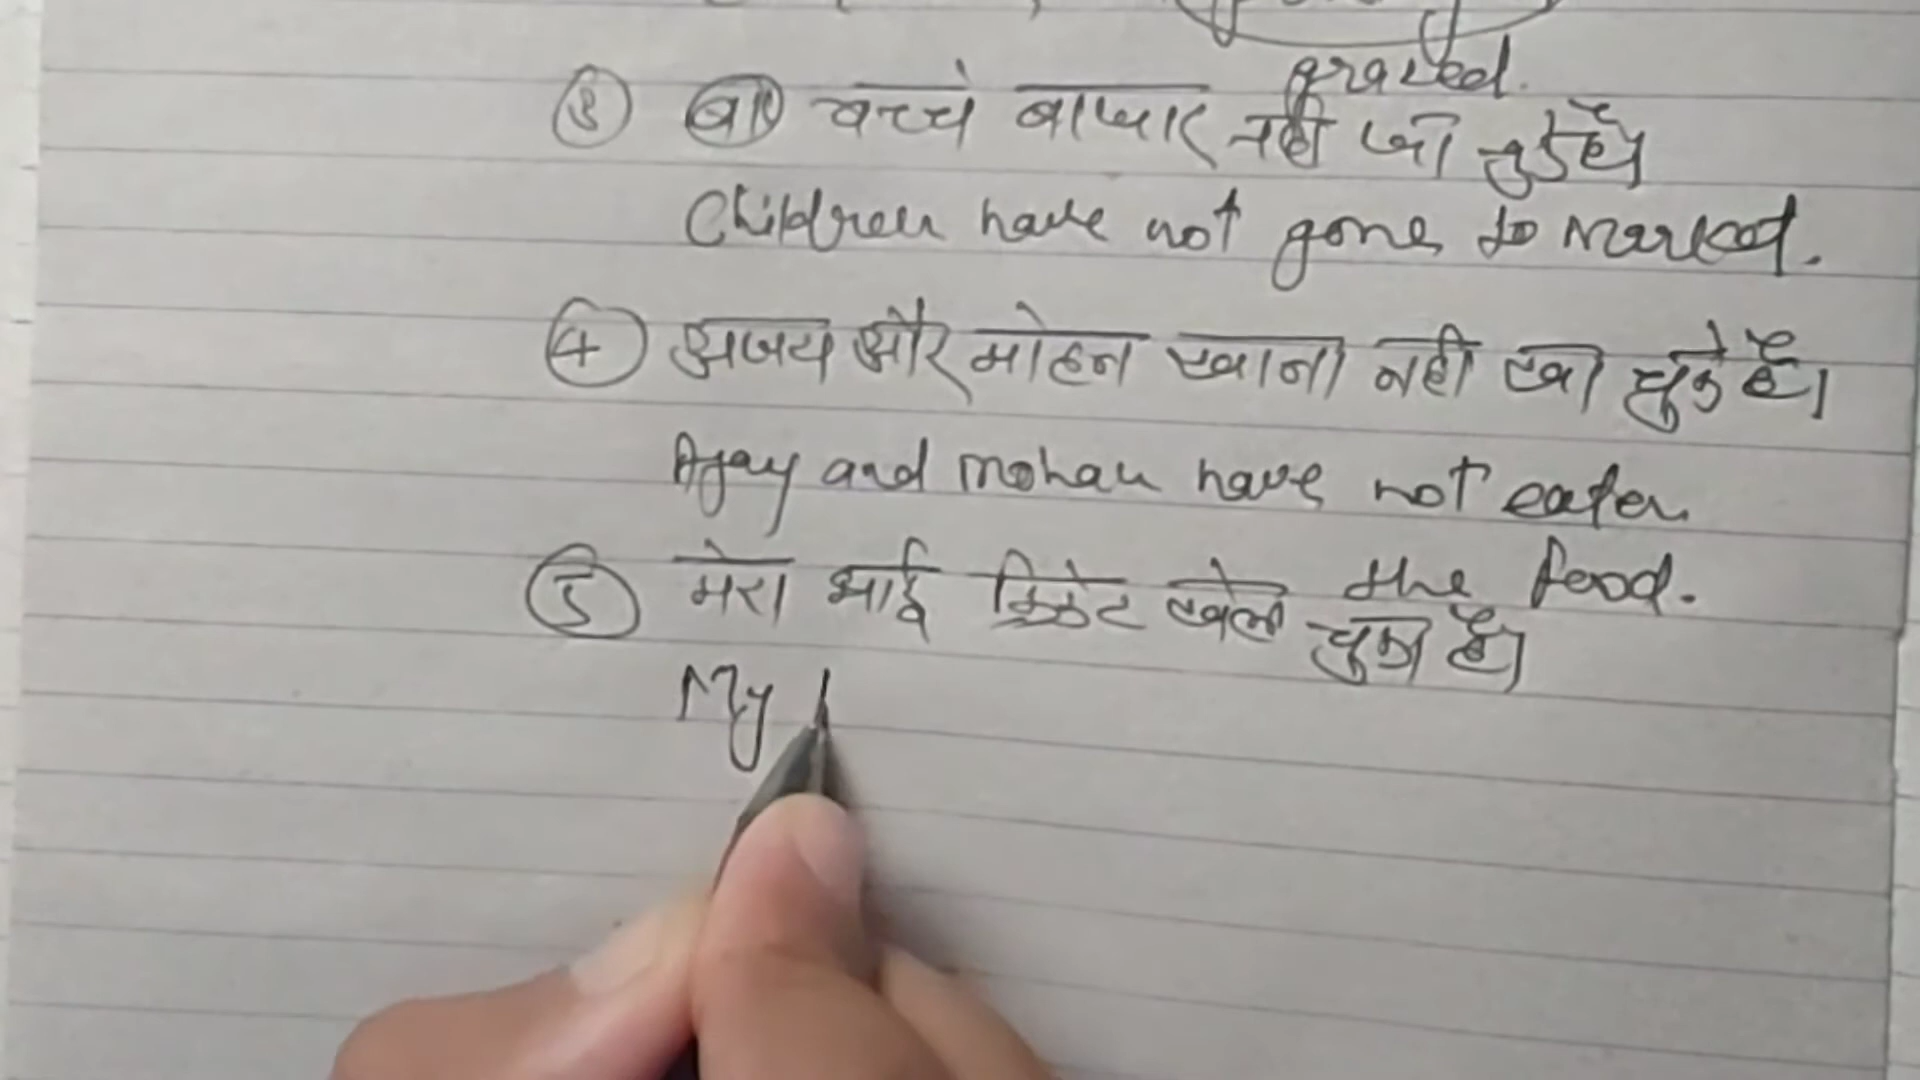 ③ बच्चे बाजार नही जा चुके है।
Children have not gone to market.
④ अजय और मोहन खाना नही खा चुके है।
Ajay and mohan have not eaten
the food.
⑤ मेरा भाई क्रिकेट खेल चुका है।
My